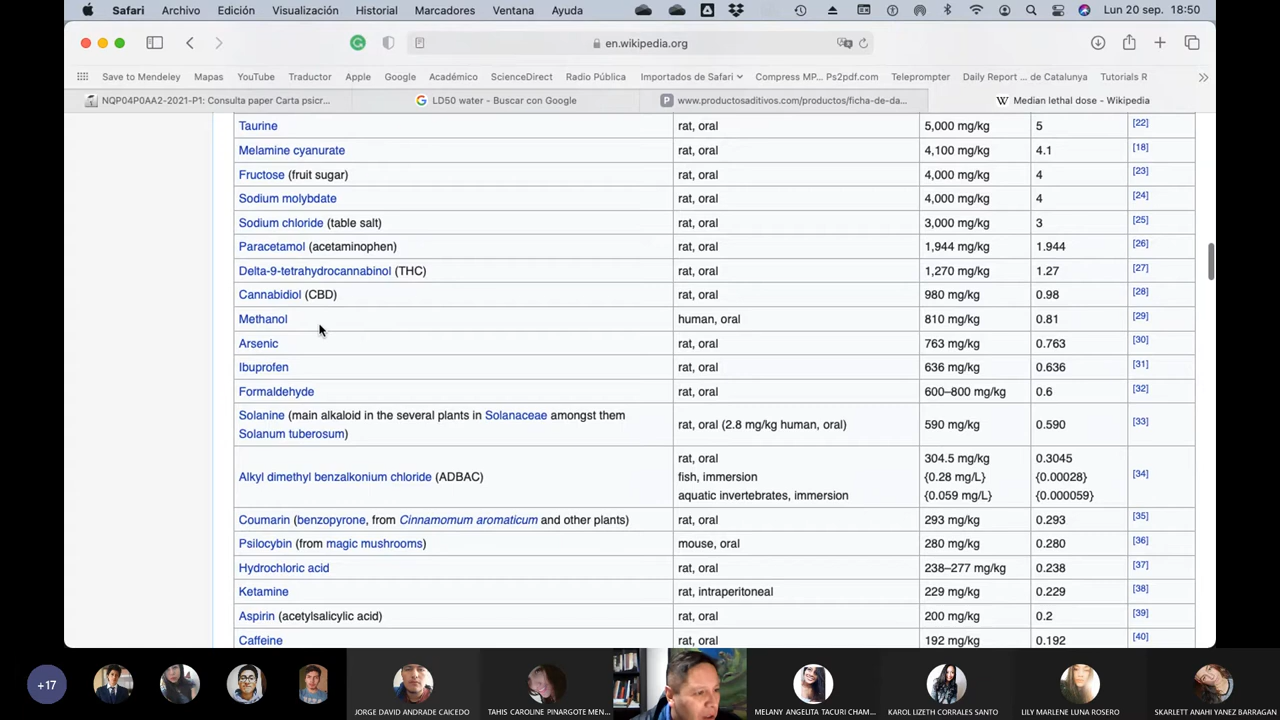 Safari Archivo Edición Visualización Historial Marcadores Ventana Ayuda Lun 20 sep. 18:50
en.wikipedia.org
Save to Mendeley Mapas YouTube Traductor Apple Google Académico ScienceDirect Radio Pública Importados de Safari Compress MP... Ps2pdf.com Teleprompter Daily Report ... de Catalunya Tutorials R
NQP04P0AA2-2021-P1: Consulta paper Carta psicr... LD50 water - Buscar con Google www.productosaditivos.com/productos/ficha-de-da... Median lethal dose - Wikipedia
Taurine rat, oral 5,000 mg/kg 5 [22]
Melamine cyanurate rat, oral 4,100 mg/kg 4.1 [18]
Fructose (fruit sugar) rat, oral 4,000 mg/kg 4 [23]
Sodium molybdate rat, oral 4,000 mg/kg 4 [24]
Sodium chloride (table salt) rat, oral 3,000 mg/kg 3 [25]
Paracetamol (acetaminophen) rat, oral 1,944 mg/kg 1.944 [26]
Delta-9-tetrahydrocannabinol (THC) rat, oral 1,270 mg/kg 1.27 [27]
Cannabidiol (CBD) rat, oral 980 mg/kg 0.98 [28]
Methanol human, oral 810 mg/kg 0.81 [29]
Arsenic rat, oral 763 mg/kg 0.763 [30]
Ibuprofen rat, oral 636 mg/kg 0.636 [31]
Formaldehyde rat, oral 600–800 mg/kg 0.6 [32]
Solanine (main alkaloid in the several plants in Solanaceae amongst them
Solanum tuberosum) rat, oral (2.8 mg/kg human, oral) 590 mg/kg 0.590 [33]
rat, oral 304.5 mg/kg 0.3045
Alkyl dimethyl benzalkonium chloride (ADBAC) fish, immersion {0.28 mg/L} {0.00028} [34]
aquatic invertebrates, immersion {0.059 mg/L} {0.000059}
Coumarin (benzopyrone, from Cinnamomum aromaticum and other plants) rat, oral 293 mg/kg 0.293 [35]
Psilocybin (from magic mushrooms) mouse, oral 280 mg/kg 0.280 [36]
Hydrochloric acid rat, oral 238–277 mg/kg 0.238 [37]
Ketamine rat, intraperitoneal 229 mg/kg 0.229 [38]
Aspirin (acetylsalicylic acid) rat, oral 200 mg/kg 0.2 [39]
Caffeine rat, oral 192 mg/kg 0.192 [40]
+17
JORGE DAVID ANDRADE CAICEDO TAHIS CAROLINE PINARGOTE MEN... MELANY ANGELITA TACURI CHAM... KAROL LIZETH CORRALES SANTO LILY MARLENE LUNA ROSERO SKARLETT ANAHI YANEZ BARRAGAN